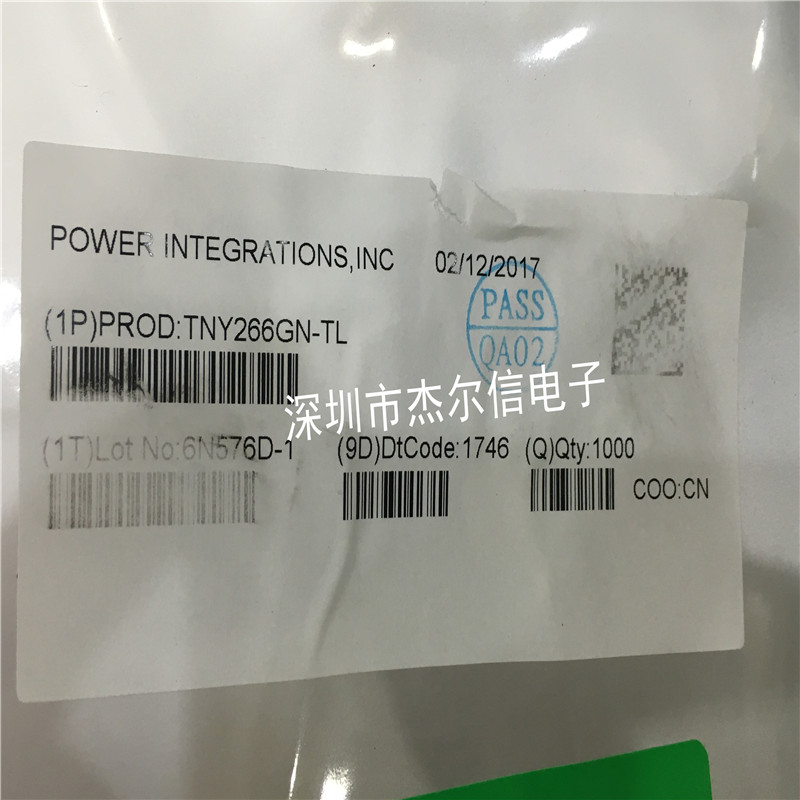 POWER INTEGRATIONS,INC 02/12/2017
PASS
QA02
(1P)PROD:TNY266GN-TL
深圳市杰尔信电子
(1T)Lot No:6N576D-1 (9D)DtCode:1746 (Q)Qty:1000
COO:CN